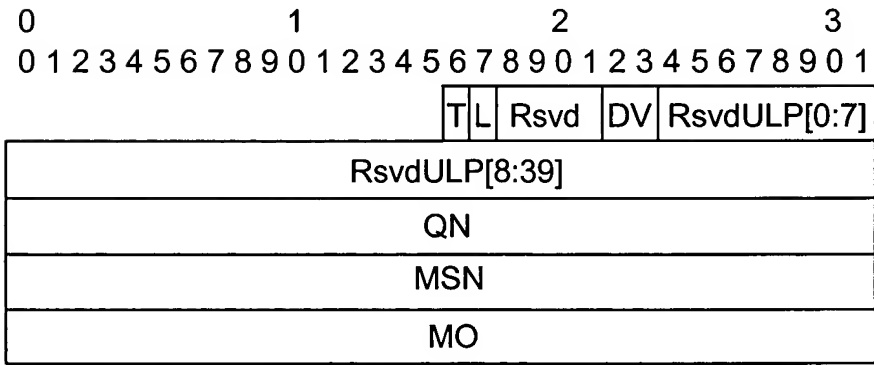 0 1 2 3
0 1 2 3 4 5 6 7 8 9 0 1 2 3 4 5 6 7 8 9 0 1 2 3 4 5 6 7 8 9 0 1
T L Rsvd DV RsvdULP[0:7]
RsvdULP[8:39]
QN
MSN
MO